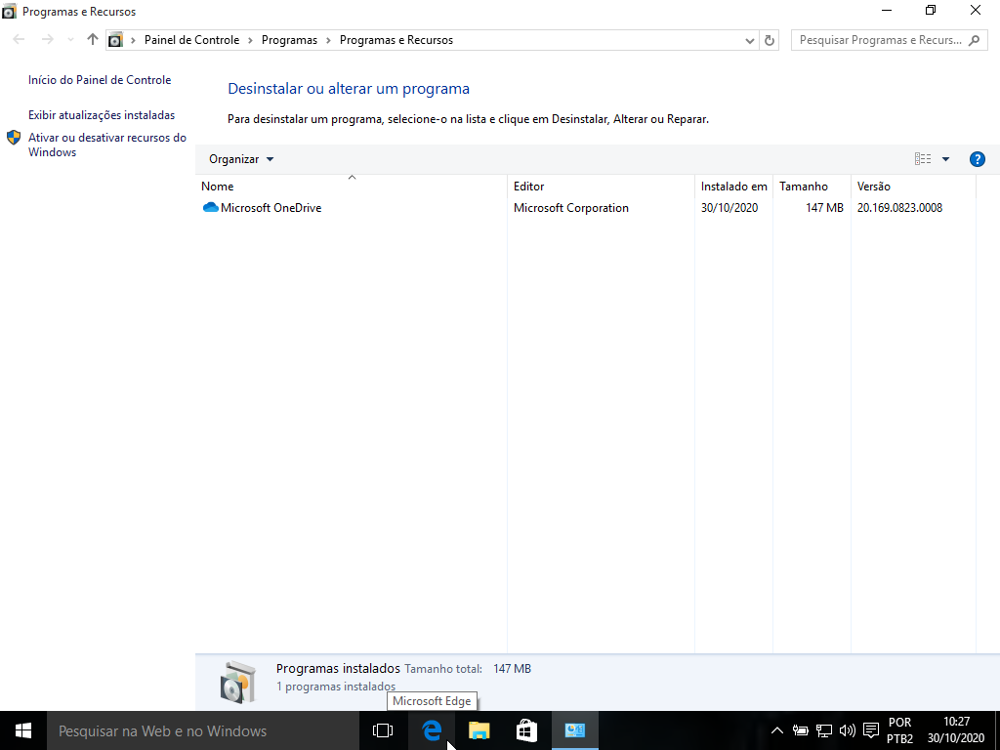 Programas e Recursos
Painel de Controle
Programas
Programas e Recursos
Pesquisar Programas e Recurs...
Início do Painel de Controle
Exibir atualizações instaladas
Ativar ou desativar recursos do
Windows
Desinstalar ou alterar um programa
Para desinstalar um programa, selecione-o na lista e clique em Desinstalar, Alterar ou Reparar.
Organizar
Nome Editor Instalado em Tamanho Versão
Microsoft OneDrive Microsoft Corporation 30/10/2020 147 MB 20.169.0823.0008
Programas instalados Tamanho total: 147 MB
1 programas instalados
Microsoft Edge
Pesquisar na Web e no Windows
POR
PTB2
10:27
30/10/2020